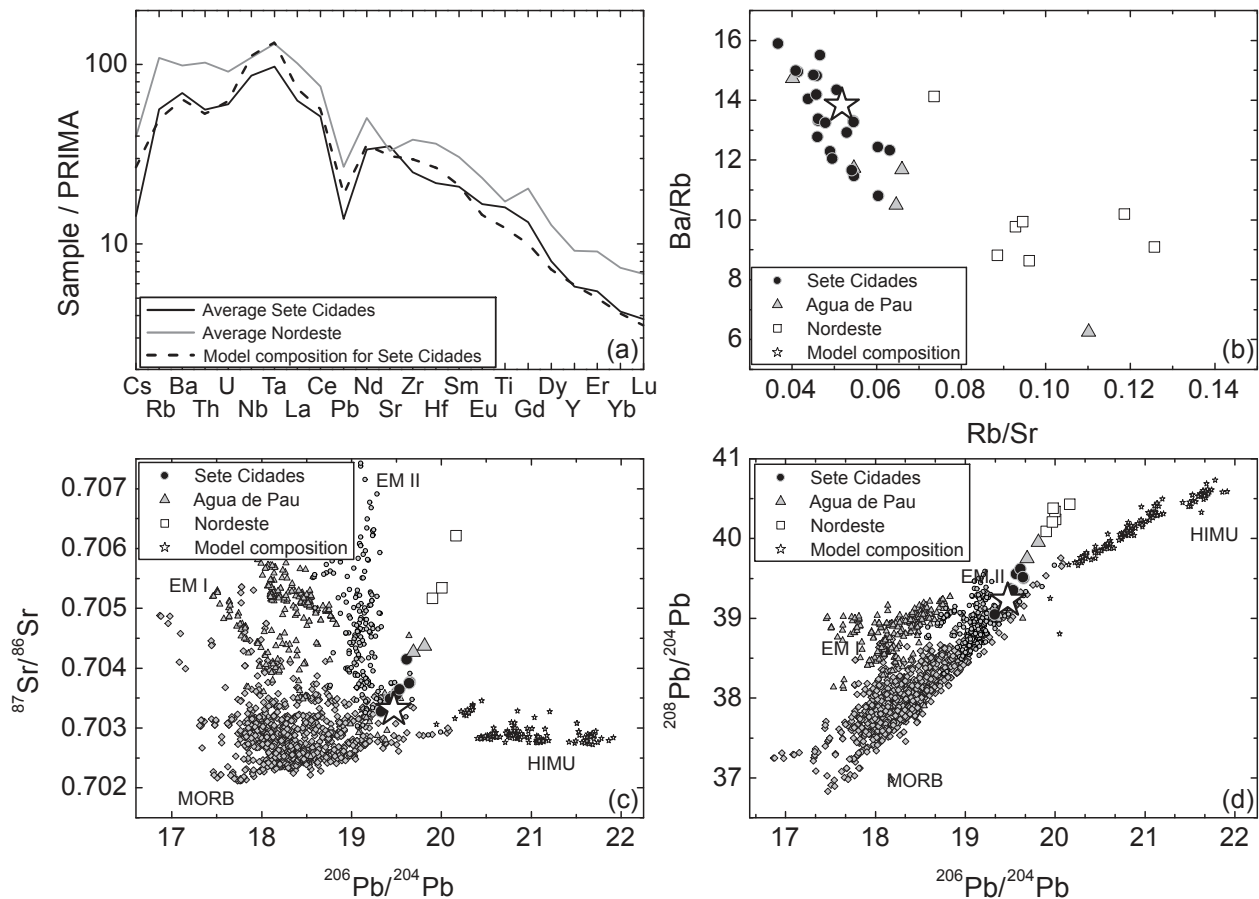 100
10
Sample / PRIMA
Average Sete Cidades
Average Nordeste
Model composition for Sete Cidades
(a)
Cs Ba U Ta Ce Nd Zr Sm Ti Dy Er Lu
Rb Th Nb La Pb Sr Hf Eu Gd Y Yb
16
14
12
10
8
6
Ba/Rb
Sete Cidades
Agua de Pau
Nordeste
Model composition
(b)
0.04 0.06 0.08 0.10 0.12 0.14
Rb/Sr
0.707
0.706
0.705
0.704
0.703
0.702
⁸⁷Sr/⁸⁶Sr
Sete Cidades
Agua de Pau
Nordeste
Model composition
EM II
EM I
HIMU
MORB
(c)
17 18 19 20 21 22
²⁰⁶Pb/²⁰⁴Pb
41
40
39
38
37
²⁰⁸Pb/²⁰⁴Pb
Sete Cidades
Agua de Pau
Nordeste
Model composition
HIMU
EM II
EM I
MORB
(d)
17 18 19 20 21 22
²⁰⁶Pb/²⁰⁴Pb